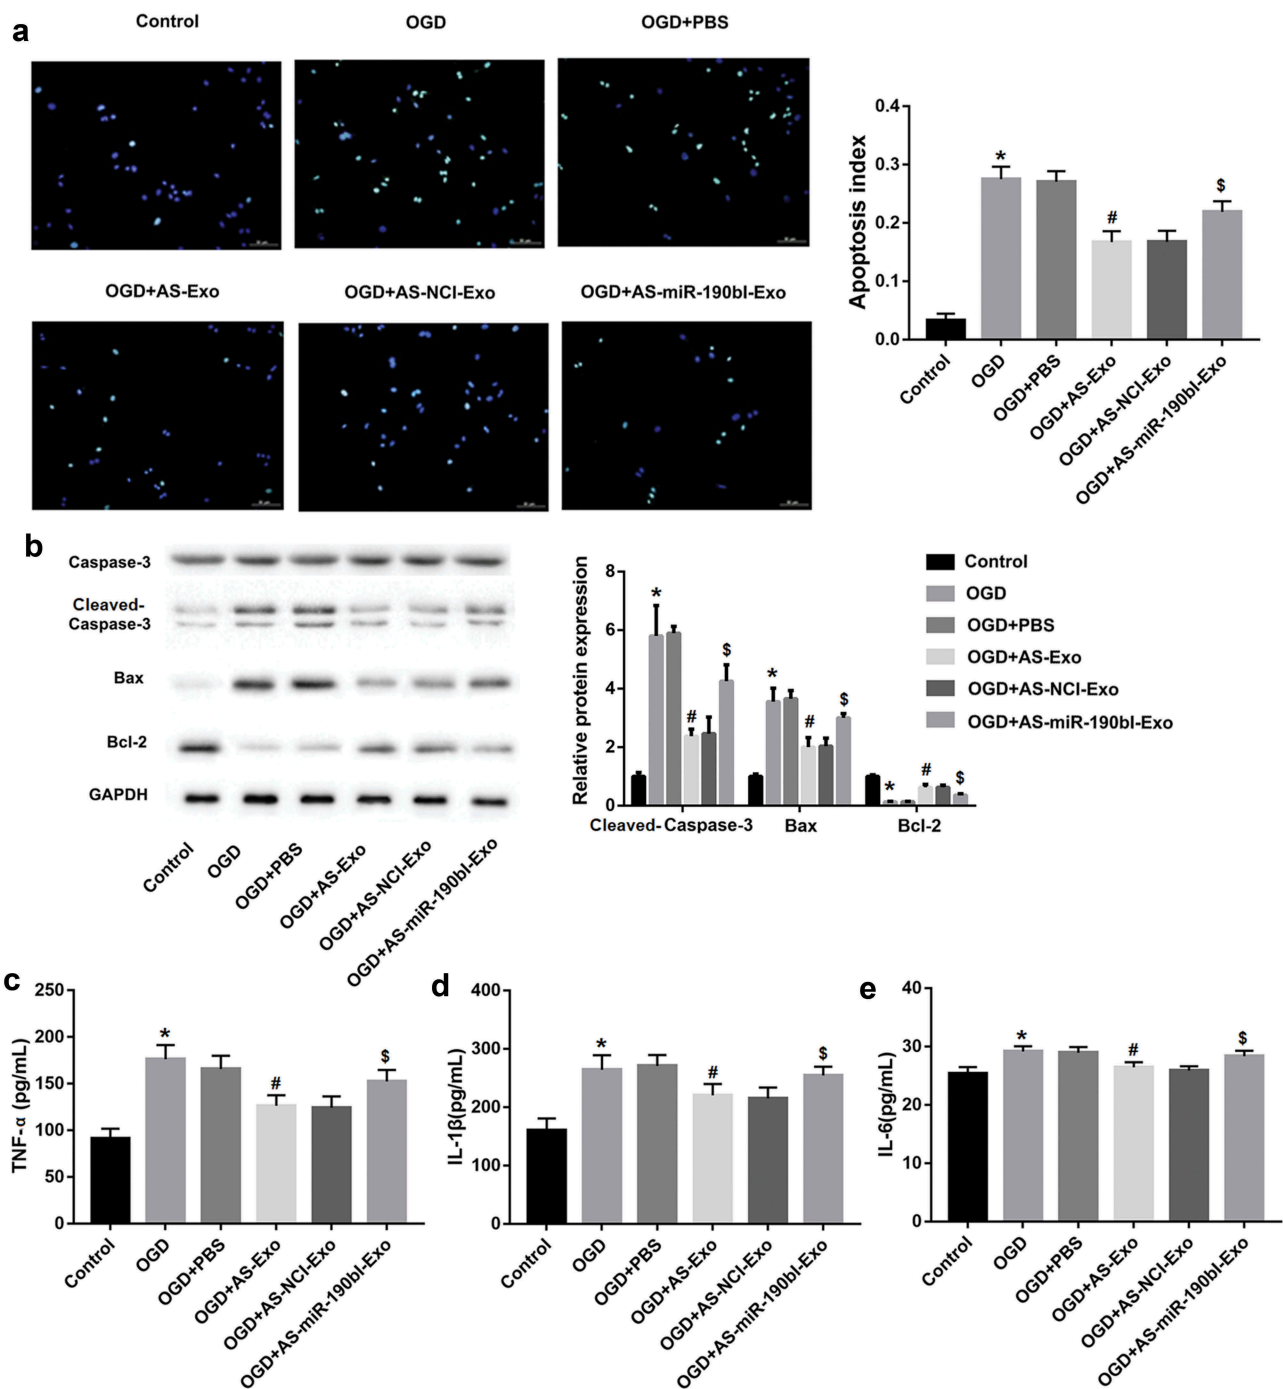 a
Control
OGD
OGD+PBS
OGD+AS-Exo
OGD+AS-NCI-Exo
OGD+AS-miR-190bI-Exo
Apoptosis index
0.4
0.3
0.2
0.1
0.0
*
#
$
Control
OGD
OGD+PBS
OGD+AS-Exo
OGD+AS-NCI-Exo
OGD+AS-miR-190bI-Exo
b
Caspase-3
Cleaved-
Caspase-3
Bax
Bcl-2
GAPDH
Control
OGD
OGD+PBS
OGD+AS-Exo
OGD+AS-NCI-Exo
OGD+AS-miR-190bI-Exo
Relative protein expression
8
6
4
2
0
*
#
$
*
#
$
*
#
$
Cleaved-Caspase-3
Bax
Bcl-2
Control
OGD
OGD+PBS
OGD+AS-Exo
OGD+AS-NCI-Exo
OGD+AS-miR-190bI-Exo
c
TNF-α (pg/mL)
250
200
150
100
50
0
*
#
$
Control
OGD
OGD+PBS
OGD+AS-Exo
OGD+AS-NCI-Exo
OGD+AS-miR-190bI-Exo
d
IL-1β(pg/mL)
400
300
200
100
0
*
#
$
Control
OGD
OGD+PBS
OGD+AS-Exo
OGD+AS-NCI-Exo
OGD+AS-miR-190bI-Exo
e
IL-6(pg/mL)
40
30
20
10
0
*
#
$
Control
OGD
OGD+PBS
OGD+AS-Exo
OGD+AS-NCI-Exo
OGD+AS-miR-190bI-Exo